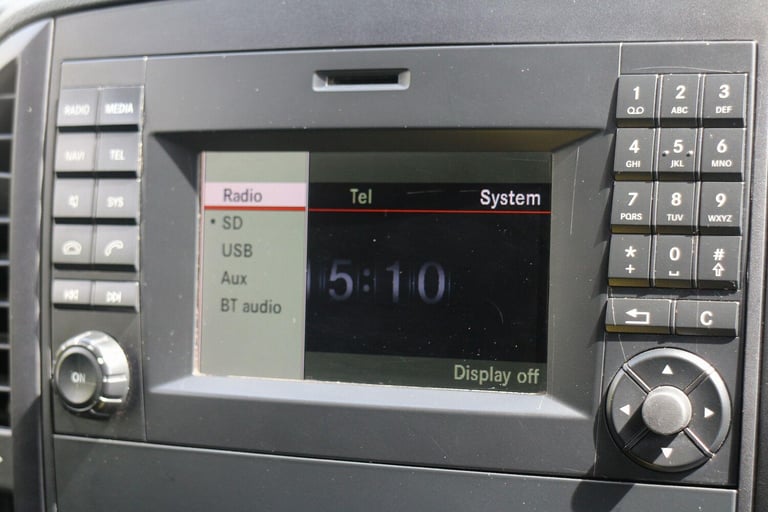 RADIO MEDIA
NAVI TEL
SYS
ON
Radio Tel System
SD
USB
Aux
BT audio
5:10
Display off
1 2 ABC 3 DEF
4 GHI 5 JKL 6 MNO
7 PQRS 8 TUV 9 WXYZ
* + 0 #
C